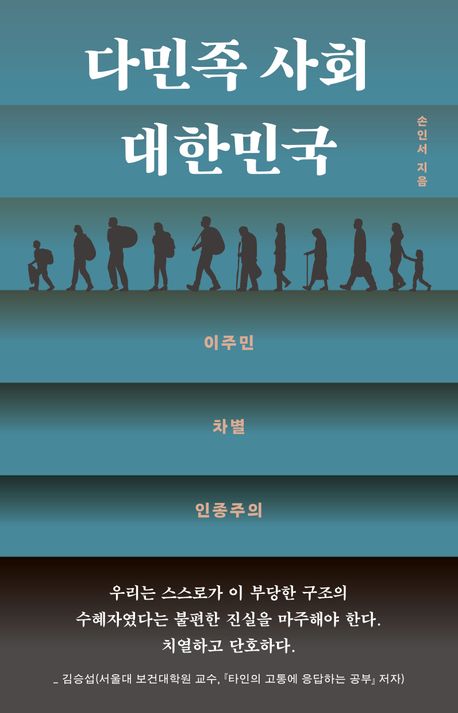 다민족 사회
대한민국
손인서 지음
이주민
차별
인종주의
우리는 스스로가 이 부당한 구조의
수혜자였다는 불편한 진실을 마주해야 한다.
치열하고 단호하다.
_ 김승섭(서울대 보건대학원 교수, 『타인의 고통에 응답하는 공부』 저자)